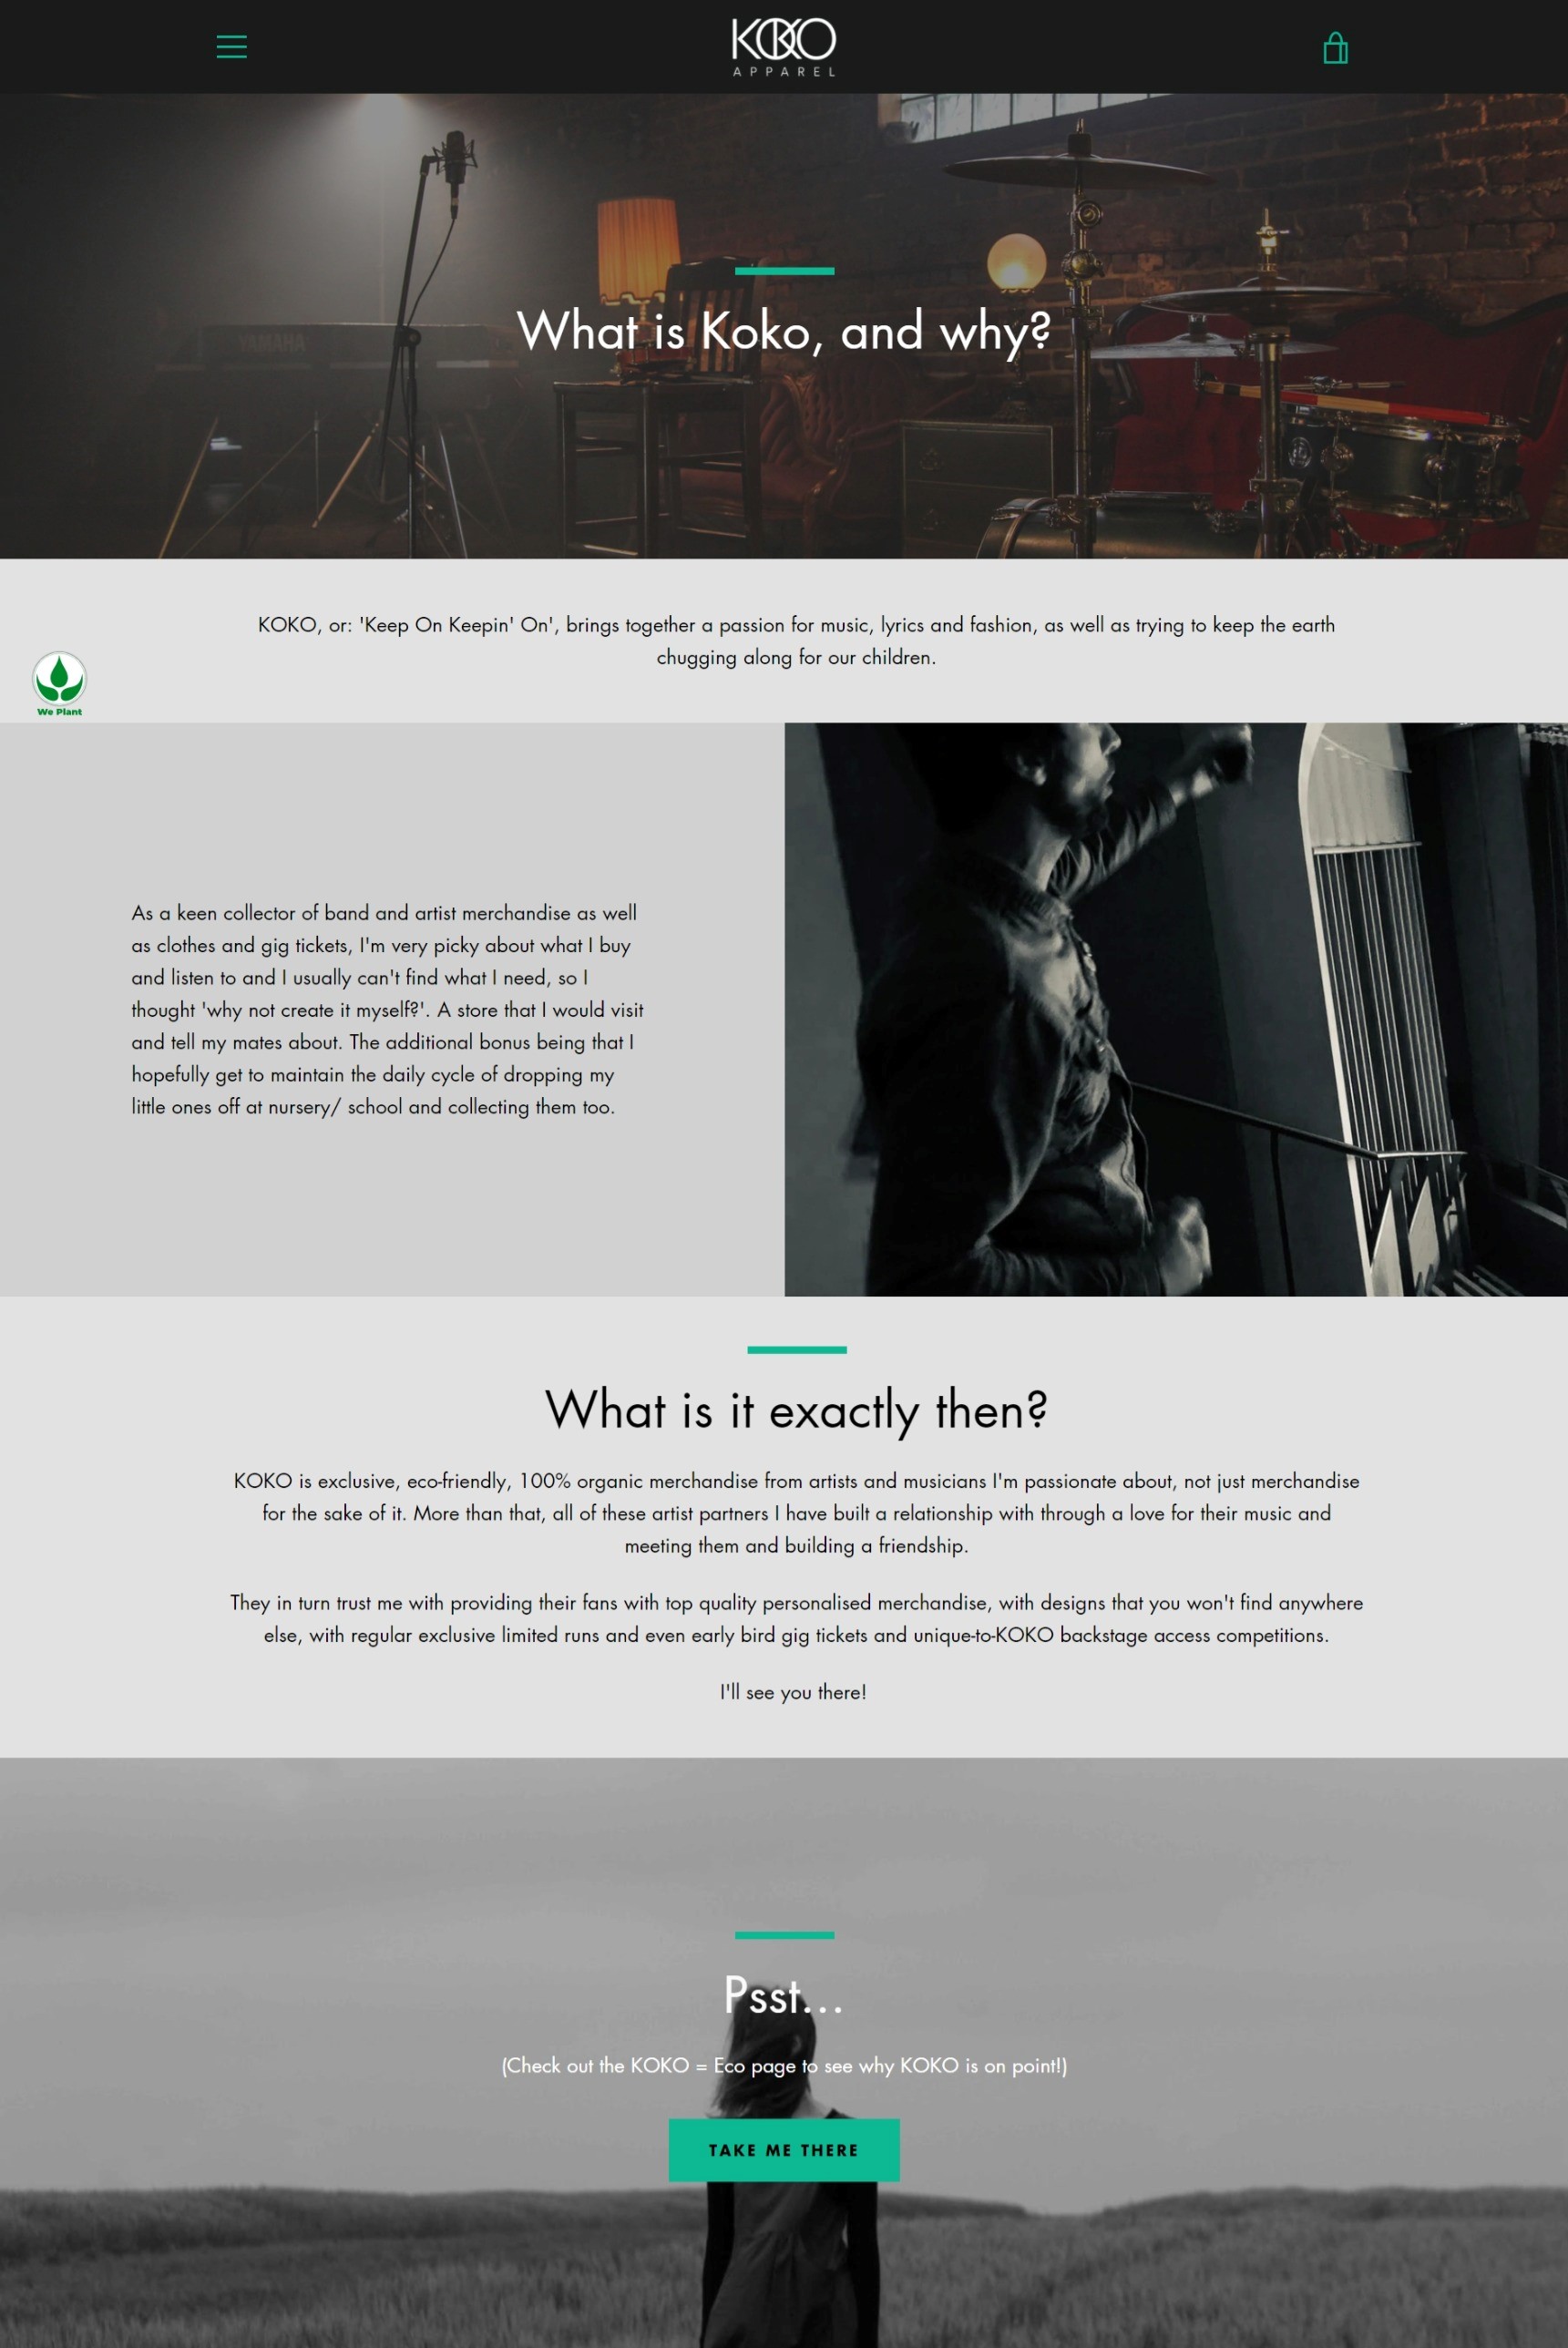 KOKO
APPAREL
YAMAHA
What is Koko, and why?
KOKO, or: 'Keep On Keepin' On', brings together a passion for music, lyrics and fashion, as well as trying to keep the earth
chugging along for our children.
We Plant
As a keen collector of band and artist merchandise as well
as clothes and gig tickets, I'm very picky about what I buy
and listen to and I usually can't find what I need, so I
thought 'why not create it myself?'. A store that I would visit
and tell my mates about. The additional bonus being that I
hopefully get to maintain the daily cycle of dropping my
little ones off at nursery/ school and collecting them too.
What is it exactly then?
KOKO is exclusive, eco-friendly, 100% organic merchandise from artists and musicians I'm passionate about, not just merchandise
for the sake of it. More than that, all of these artist partners I have built a relationship with through a love for their music and
meeting them and building a friendship.
They in turn trust me with providing their fans with top quality personalised merchandise, with designs that you won't find anywhere
else, with regular exclusive limited runs and even early bird gig tickets and unique-to-KOKO backstage access competitions.
I'll see you there!
Psst...
(Check out the KOKO = Eco page to see why KOKO is on point!)
TAKE ME THERE